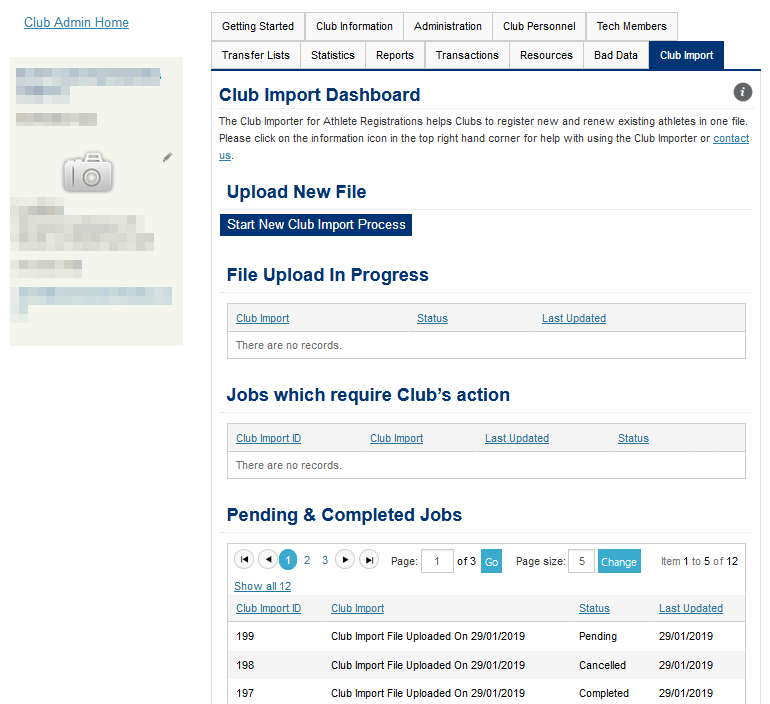 Club Admin Home
Getting Started Club Information Administration Club Personnel Tech Members
Transfer Lists Statistics Reports Transactions Resources Bad Data Club Import
Club Import Dashboard
The Club Importer for Athlete Registrations helps Clubs to register new and renew existing athletes in one file.
Please click on the information icon in the top right hand corner for help with using the Club Importer or contact
us.
Upload New File
Start New Club Import Process
File Upload In Progress
Club Import Status Last Updated
There are no records.
Jobs which require Club’s action
Club Import ID Club Import Last Updated Status
There are no records.
Pending & Completed Jobs
1 2 3 Page: 1 of 3 Go Page size: 5 Change Item 1 to 5 of 12
Show all 12
Club Import ID Club Import Status Last Updated
199 Club Import File Uploaded On 29/01/2019 Pending 29/01/2019
198 Club Import File Uploaded On 29/01/2019 Cancelled 29/01/2019
197 Club Import File Uploaded On 29/01/2019 Completed 29/01/2019